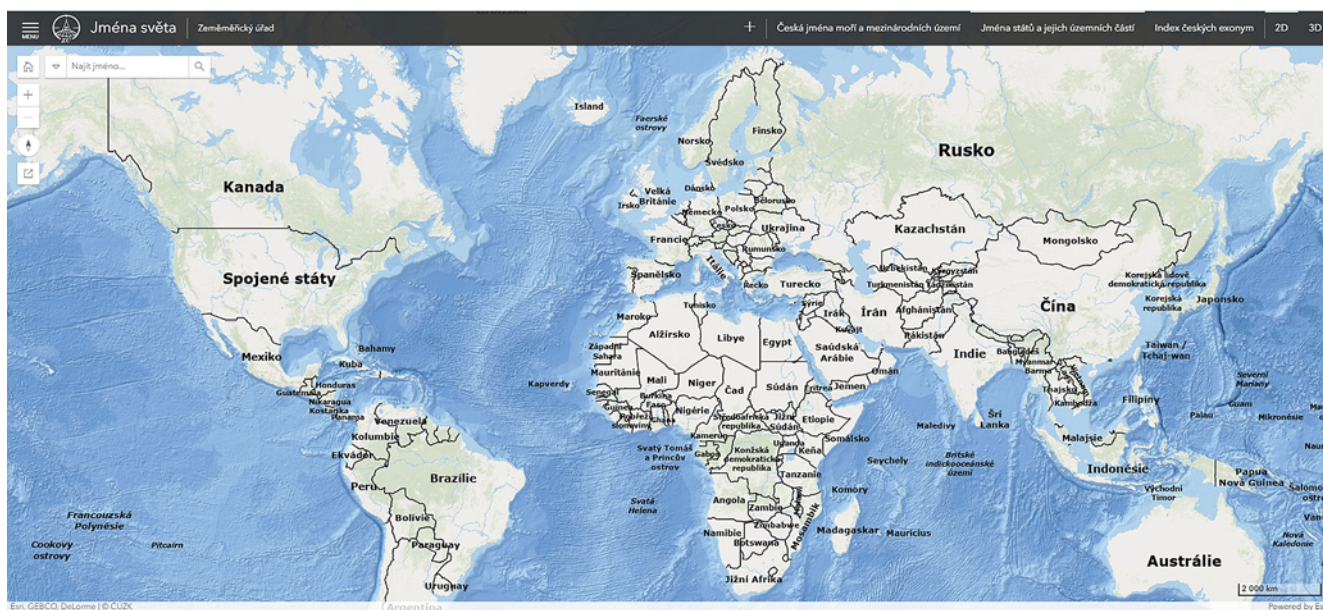 MENU
Jména světa
Zeměměřický úřad
Česká jména moří a mezinárodních území
Jména států a jejich územních částí
Index českých exonym
2D
3D
Najít jméno...
Island
Faerské
ostrovy
Norsko
Finsko
Švédsko
Rusko
Kanada
Velká
Británie
Irsko
Dánsko
Bělorusko
Německo
Polsko
Česko
Ukrajina
Francie
Rumunsko
Kazachstán
Mongolsko
Spojené státy
Španělsko
Itálie
Řecko
Turecko
Uzbekistán
Kyrgyzstán
Turkmenistán
Tádžikistán
Korejská lidově
demokratická republika
Korejská
republika
Japonsko
Tunisko
Sýrie
Čína
Maroko
Irák
Írán
Afghánistán
Alžírsko
Libye
Egypt
Kuvajt
Pákistán
Západní
Sahara
Saúdská
Arábie
Indie
Bangladéš
Tchaj-wan /
Taiwan
Mexiko
Bahamy
Kuba
Mauritánie
Omán
Myanmar
Barma
Laos
Vietnam
Honduras
Guatemala
Nikaragua
Kostarika
Panama
Kapverdy
Mali
Niger
Čad
Súdán
Eritrea
Jemen
Senegal
Burkina
Faso
Guinea
Thajsko
Kambodža
Filipíny
Severní
Mariany
Guam
Palau
Mikronésie
Venezuela
Kolumbie
Pobřeží
slonoviny
Ghana
Nigérie
Středoafrická
republika
Jižní
Súdán
Etiopie
Kamerun
Somálsko
Maledivy
Šrí
Lanka
Malajsie
Ekvádor
Svatý Tomáš
a Princův
ostrov
Gabon
Konžská
demokratická
republika
Uganda
Keňa
Seychely
Britské
indickooceánské
území
Indonésie
Papua
Nová Guinea
Brazílie
Peru
Tanzanie
Východní
Timor
Svatá
Helena
Angola
Zambie
Malawi
Komory
Francouzská
Polynésie
Bolívie
Zimbabwe
Mosambik
Madagaskar
Mauricius
Cookovy
ostrovy
Pitcairn
Paraguay
Namibie
Botswana
Nová
Kaledonie
Austrálie
Uruguay
Jižní Afrika
Argentina
2 000 km
Esri, GEBCO, DeLorme | © ČÚZK